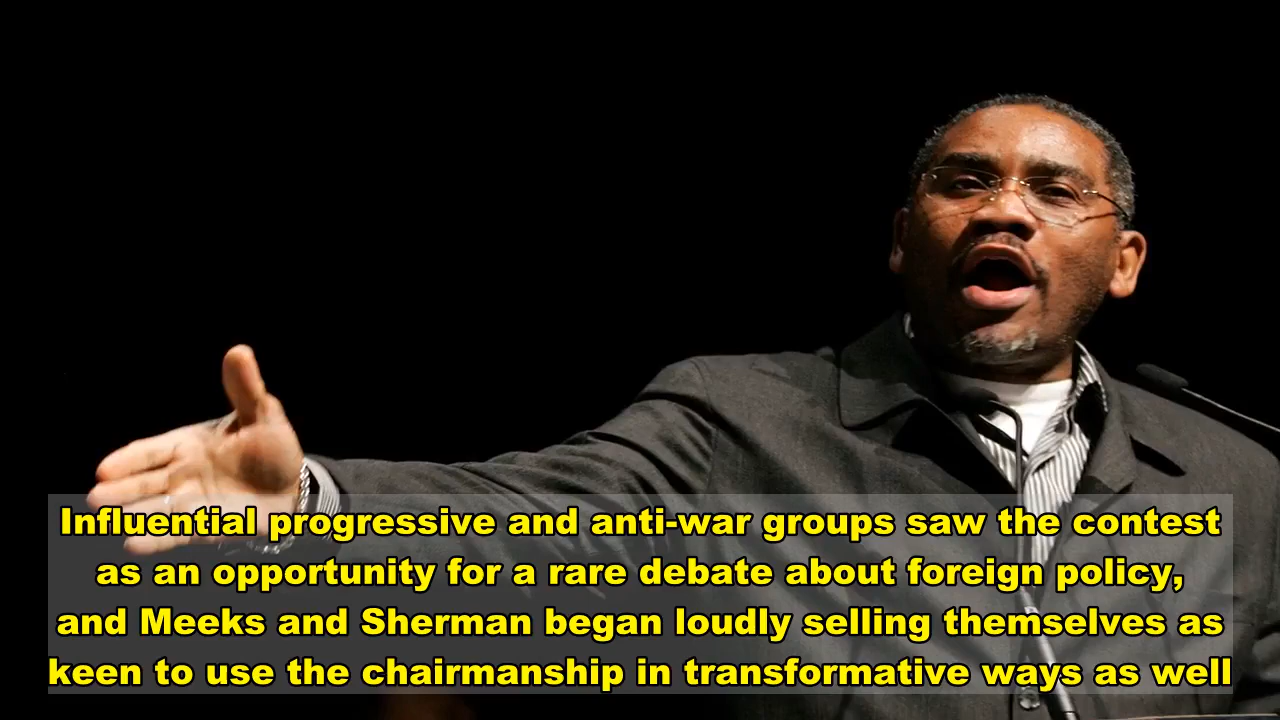 Influential progressive and anti-war groups saw the contest
as an opportunity for a rare debate about foreign policy,
and Meeks and Sherman began loudly selling themselves as
keen to use the chairmanship in transformative ways as well